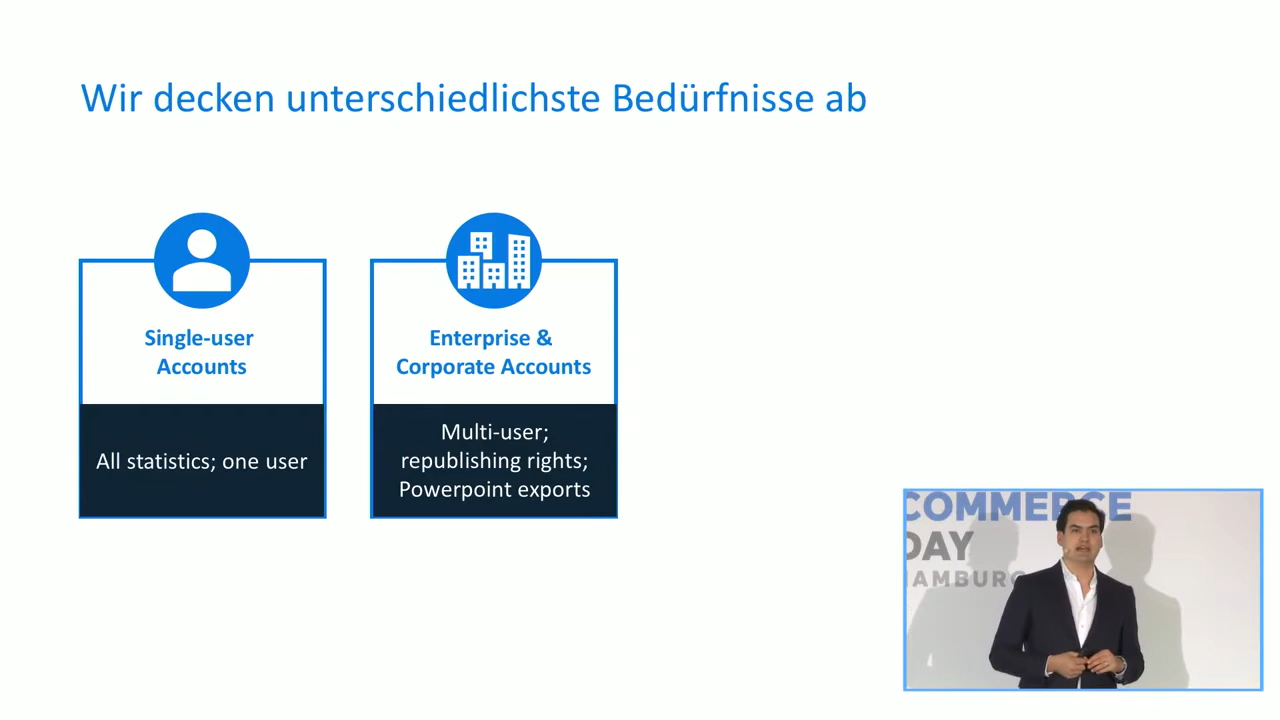 Wir decken unterschiedlichste Bedürfnisse ab
Single-user
Accounts
All statistics; one user
Enterprise &
Corporate Accounts
Multi-user;
republishing rights;
Powerpoint exports
COMMERCE
DAY
HAMBURG